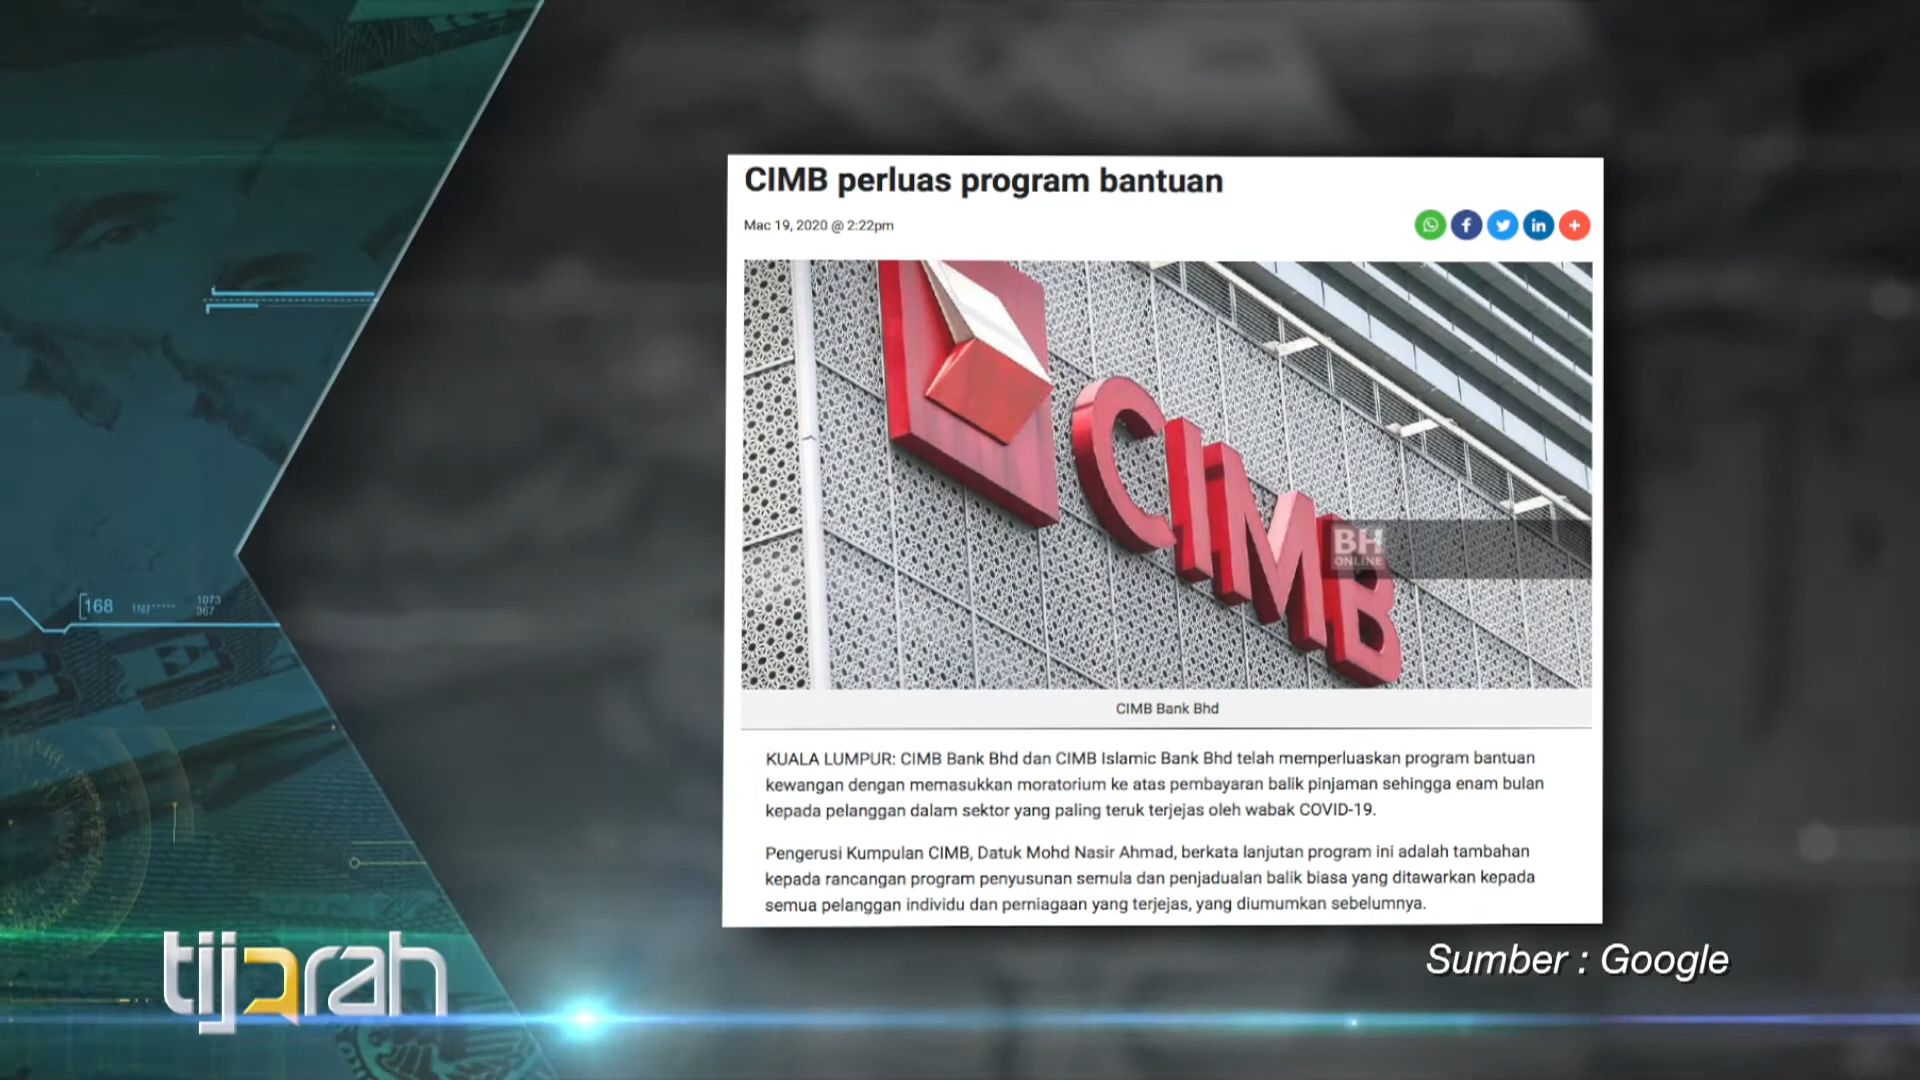 CIMB perluas program bantuan
Mac 19, 2020 @ 2:22pm
CIMB
BH
ONLINE
CIMB Bank Bhd
KUALA LUMPUR: CIMB Bank Bhd dan CIMB Islamic Bank Bhd telah memperluaskan program bantuan
kewangan dengan memasukkan moratorium ke atas pembayaran balik pinjaman sehingga enam bulan
kepada pelanggan dalam sektor yang paling teruk terjejas oleh wabak COVID-19.
Pengerusi Kumpulan CIMB, Datuk Mohd Nasir Ahmad, berkata lanjutan program ini adalah tambahan
kepada rancangan program penyusunan semula dan penjadualan balik biasa yang ditawarkan kepada
semua pelanggan individu dan perniagaan yang terjejas, yang diumumkan sebelumnya.
168
1073
367
tijarah
Sumber : Google